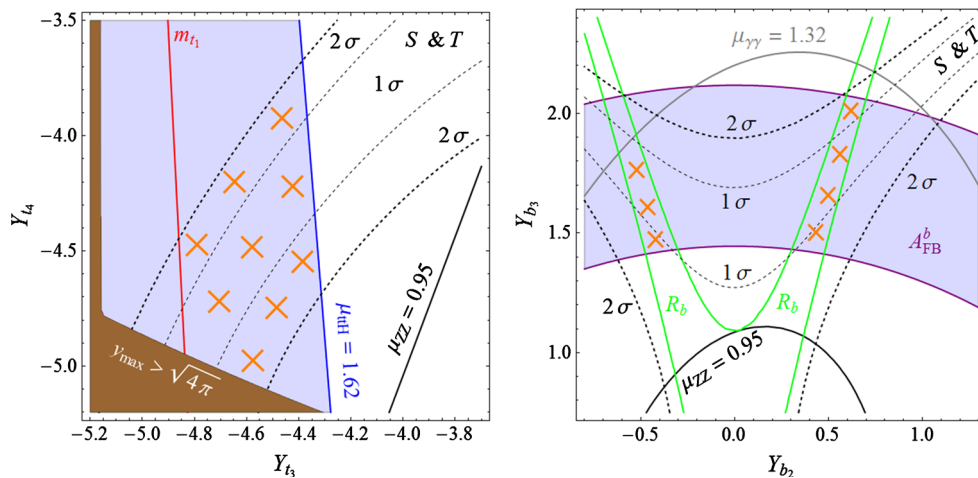 −3.5
−4.0
−4.5
−5.0
Y_{t_4}
−5.2
−5.0
−4.8
−4.6
−4.4
−4.2
−4.0
−3.8
Y_{t_3}
m_{t_1}
2σ
S & T
1σ
2σ
μ_{ttH} = 1.62
μ_{ZZ} = 0.95
y_{max} > √4π
2.0
1.5
1.0
Y_{b_3}
−0.5
0.0
0.5
1.0
Y_{b_2}
μ_{γγ} = 1.32
S & T
2σ
1σ
2σ
A^b_{FB}
1σ
2σ
R_b
R_b
μ_{ZZ} = 0.95